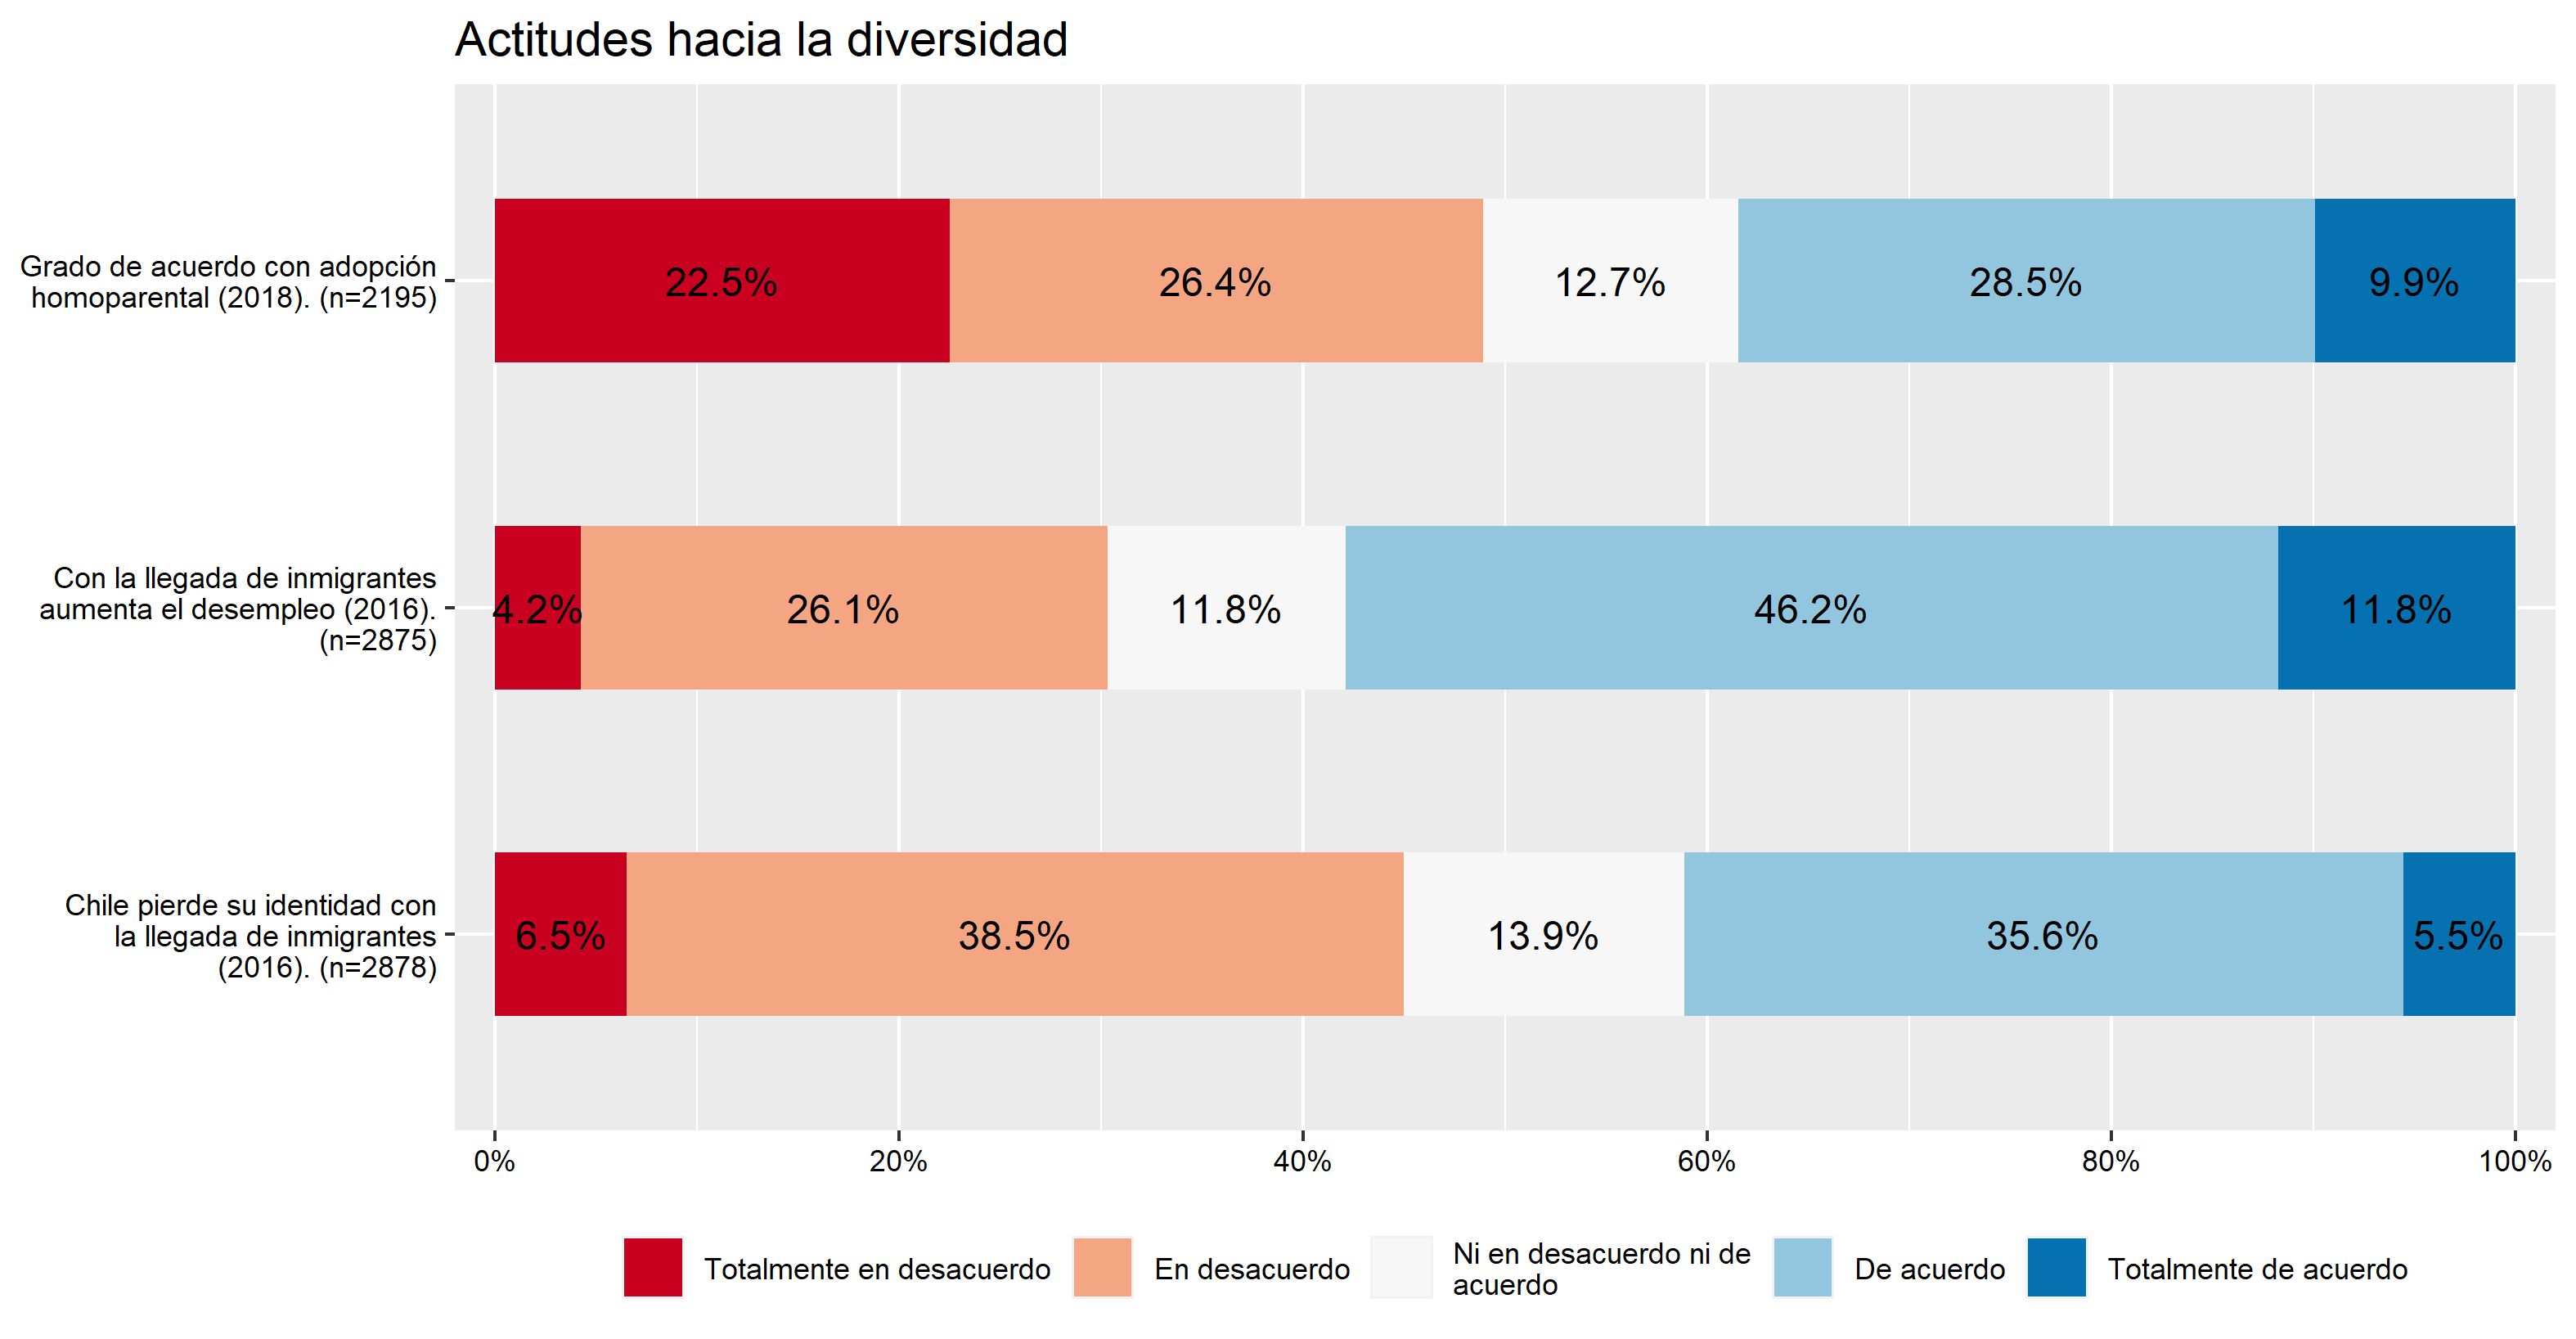 Actitudes hacia la diversidad
Grado de acuerdo con adopción
homoparental (2018). (n=2195)
22.5%
26.4%
12.7%
28.5%
9.9%
Con la llegada de inmigrantes
aumenta el desempleo (2016).
(n=2875)
4.2%
26.1%
11.8%
46.2%
11.8%
Chile pierde su identidad con
la llegada de inmigrantes
(2016). (n=2878)
6.5%
38.5%
13.9%
35.6%
5.5%
0%
20%
40%
60%
80%
100%
Totalmente en desacuerdo
En desacuerdo
Ni en desacuerdo ni de
acuerdo
De acuerdo
Totalmente de acuerdo